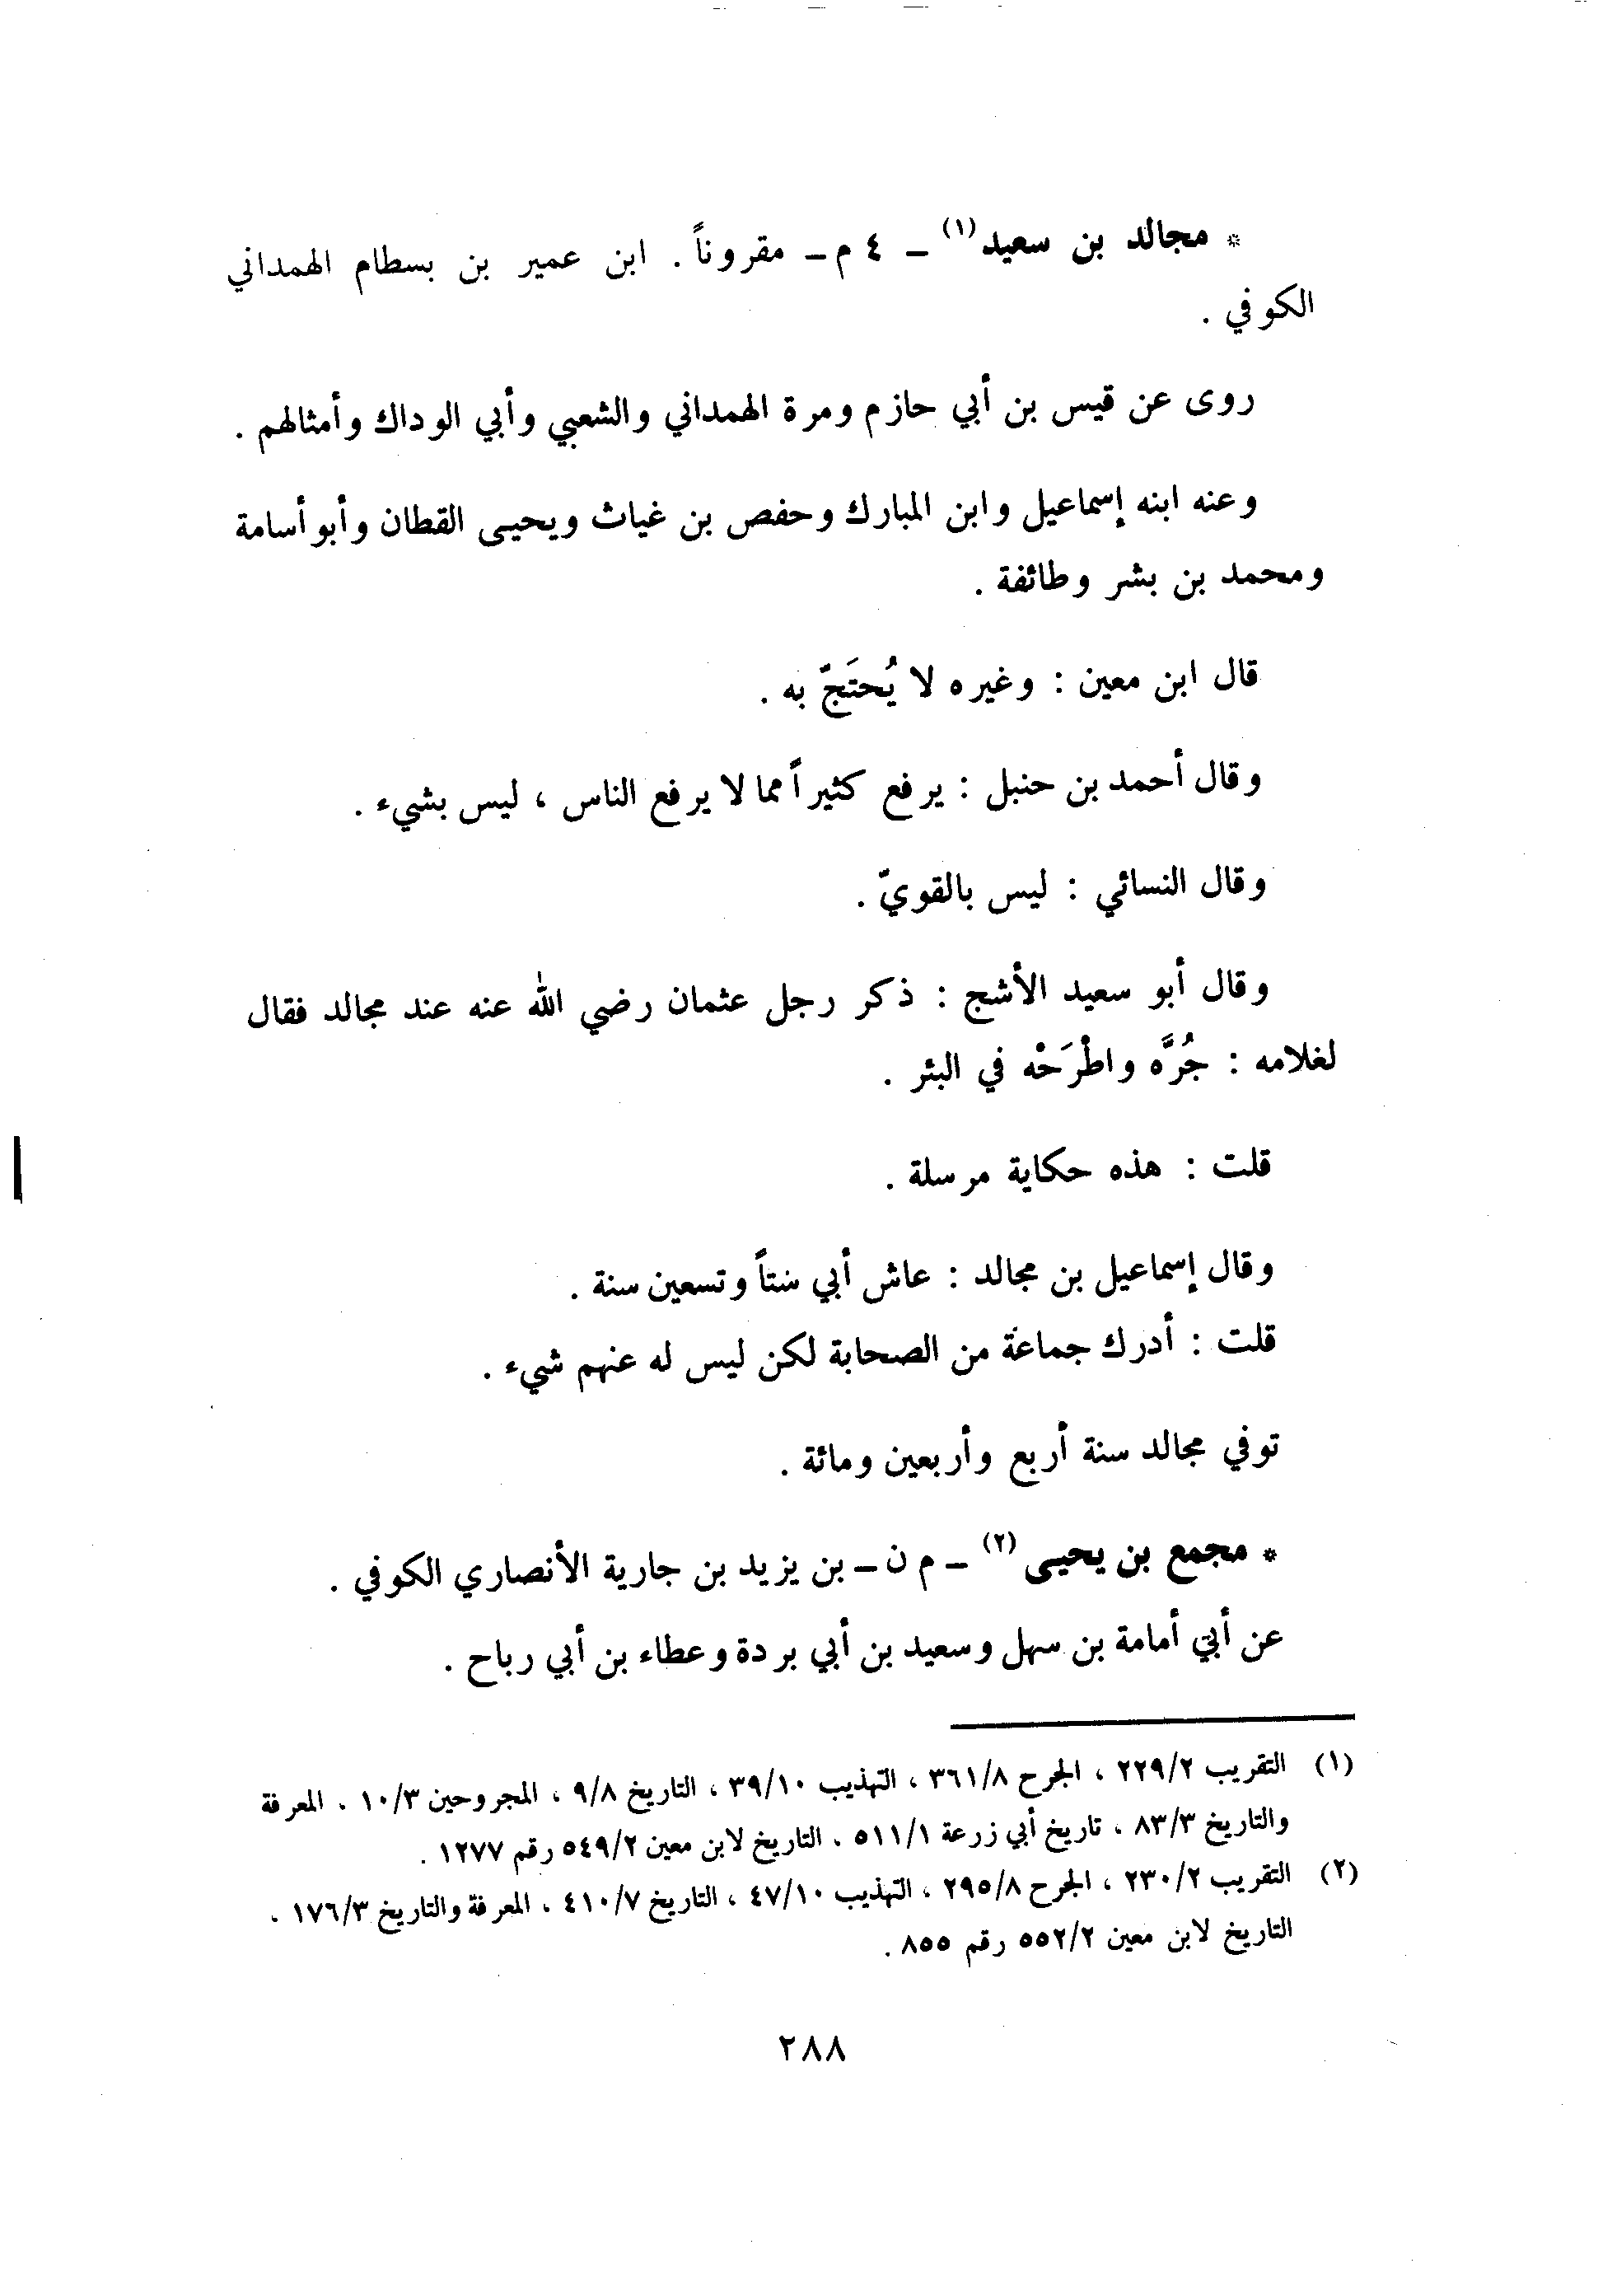 * مجالد بن سعيد(١) ـ ٤ م ـ مقروناً . ابن عمير بن بسطام الهمداني
الكوفي .
روى عن قيس بن أبي حازم ومرة الهمداني والشعبي وأبي الوداك وأمثالهم .
وعنه ابنه إسماعيل وابن المبارك وحفص بن غياث ويحيى القطان وأبو أسامة
ومحمد بن بشر وطائفة .
قال ابن معين : وغيره لا يُحتَجّ به .
وقال أحمد بن حنبل : يرفع كثيراً مما لا يرفع الناس ، ليس بشيء .
وقال النسائي : ليس بالقويّ .
وقال أبو سعيد الأشج : ذكر رجل عثمان رضي الله عنه عند مجالد فقال
لغلامه : جُرَّه واطْرَحْه في البئر .
قلت : هذه حكاية مرسلة .
وقال إسماعيل بن مجالد : عاش أبي ستاً وتسعين سنة .
قلت : أدرك جماعة من الصحابة لكن ليس له عنهم شيء .
توفي مجالد سنة أربع وأربعين ومائة .
* مجمع بن يحيى(٢) ـ م ن ـ بن يزيد بن جارية الأنصاري الكوفي .
عن أبي أمامة بن سهل وسعيد بن أبي بردة وعطاء بن أبي رباح .
(١) التقريب ٢٢٩/٢ ، الجرح ٣٦١/٨ ، التهذيب ٣٩/١٠ ، التاريخ ٩/٨ ، المجروحين ١٠/٣ ، المعرفة
والتاريخ ٨٣/٣ ، تاريخ أبي زرعة ٥١١/١ ، التاريخ لابن معين ٥٤٩/٢ رقم ١٢٧٧ .
(٢) التقريب ٢٣٠/٢ ، الجرح ٢٩٥/٨ ، التهذيب ٤٧/١٠ ، التاريخ ٤١٠/٧ ، المعرفة والتاريخ ١٧٦/٣ ،
التاريخ لابن معين ٥٥٢/٢ رقم ٨٥٥ .
٢٨٨